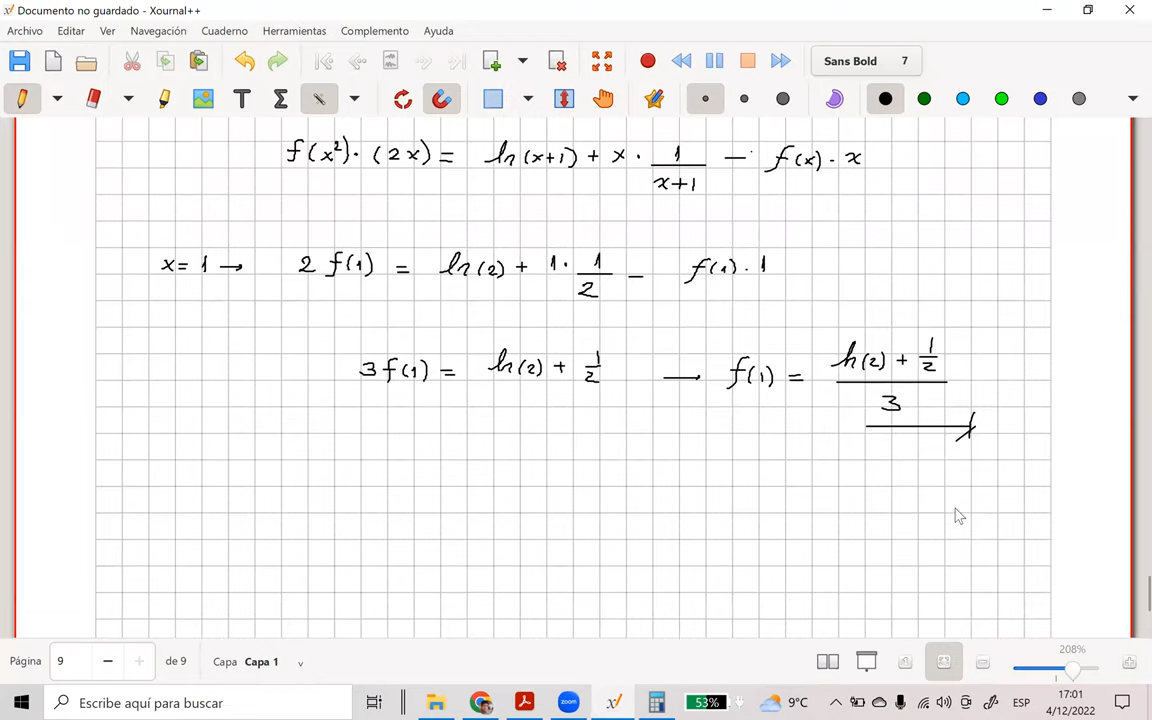 Documento no guardado - Xournal++
Archivo Editar Ver Navegación Cuaderno Herramientas Complemento Ayuda
Sans Bold 7
f(x²)·(2x) = ln(x+1) + x · 1/(x+1) − f(x)·x
x=1 → 2 f(1) = ln(2) + 1· 1/2 − f(1)·1
3f(1) = ln(2) + 1/2 → f(1) = (ln(2) + 1/2)/3
Página 9 de 9 Capa Capa 1 208%
Escribe aquí para buscar zoom 53% 9°C ESP 17:01
4/12/2022